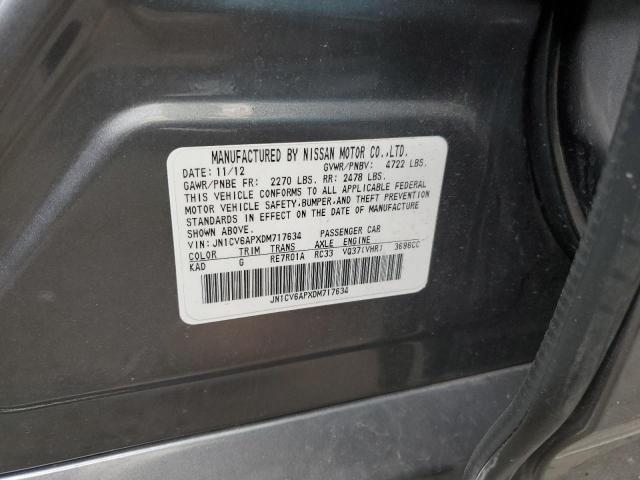 MANUFACTURED BY NISSAN MOTOR CO.,LTD.
DATE: 11/12 GVWR/PNBV: 4722 LBS.
GAWR/PNBE FR: 2270 LBS. RR: 2478 LBS.
THIS VEHICLE CONFORMS TO ALL APPLICABLE FEDERAL
MOTOR VEHICLE SAFETY,BUMPER,AND THEFT PREVENTION
STANDARDS IN EFFECT ON THE DATE OF MANUFACTURE
SHOWN ABOVE.
VIN: JN1CV6APXDM717634 PASSENGER CAR
COLOR TRIM TRANS AXLE ENGINE
KAD G RE7R01A RC33 VQ37(VHR) 3696CC
JN1CV6APXDM717634